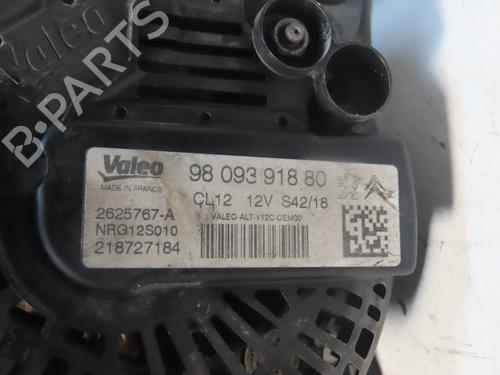 Valeo
B-PARTS
Valeo
MADE IN FRANCE
98 093 918 80
CL12 12V S42/18
VALEO-ALT-V12C-CEM00
2625767-A
NRG12S010
218727184